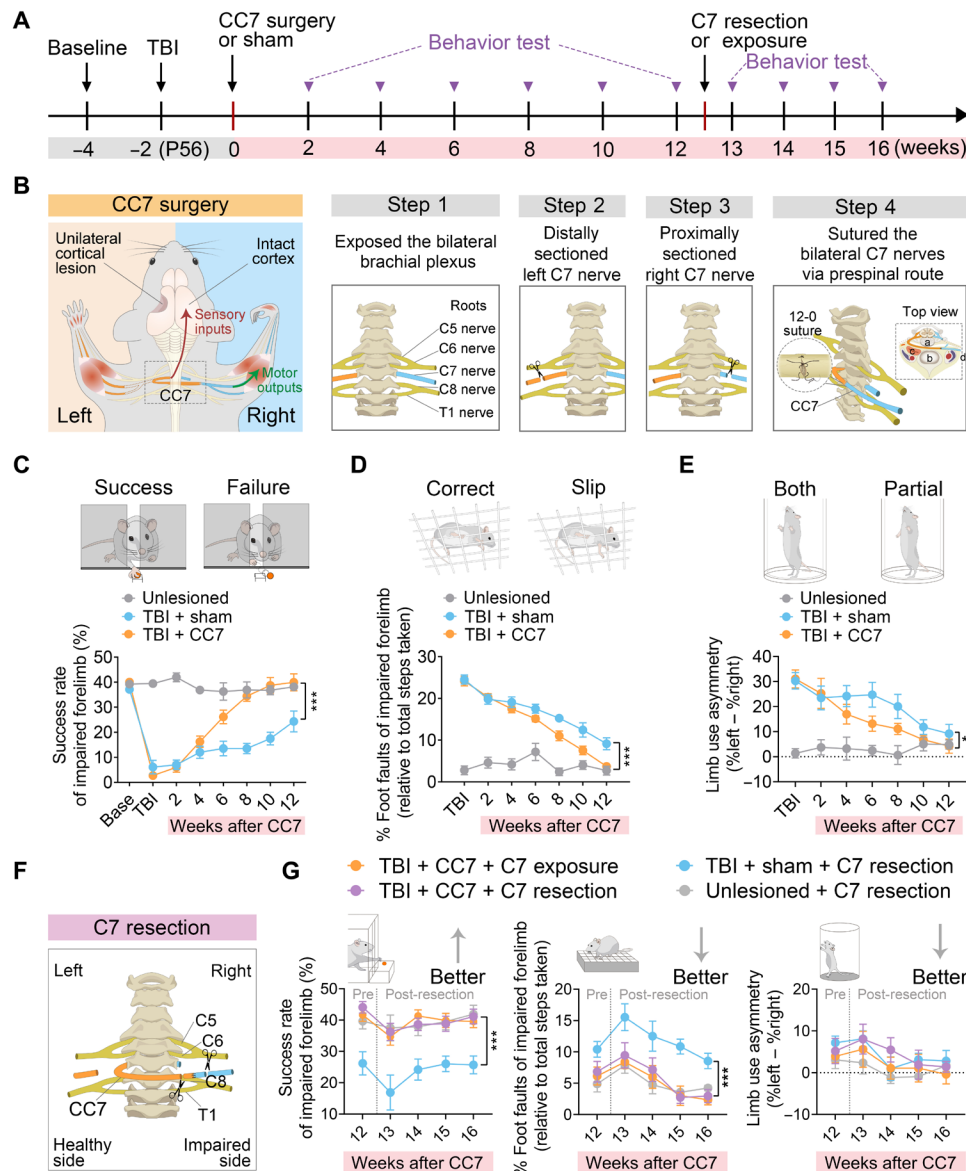 A
Baseline
TBI
CC7 surgery
or sham
Behavior test
C7 resection
or exposure
Behavior test
−4
−2 (P56)
0
2
4
6
8
10
12
13
14
15
16 (weeks)
B
CC7 surgery
Unilateral
cortical
lesion
Intact
cortex
Sensory
inputs
Motor
outputs
CC7
Left
Right
Step 1
Exposed the bilateral
brachial plexus
Roots
C5 nerve
C6 nerve
C7 nerve
C8 nerve
T1 nerve
Step 2
Distally
sectioned
left C7 nerve
Step 3
Proximally
sectioned
right C7 nerve
Step 4
Sutured the
bilateral C7 nerves
via prespinal route
12-0
suture
Top view
a
b
c
d
CC7
C
Success
Failure
Unlesioned
TBI + sham
TBI + CC7
Success rate
of impaired forelimb (%)
50
40
30
20
10
0
***
Base
TBI
2
4
6
8
10
12
Weeks after CC7
D
Correct
Slip
Unlesioned
TBI + sham
TBI + CC7
% Foot faults of impaired forelimb
(relative to total steps taken)
30
20
10
0
***
TBI
2
4
6
8
10
12
Weeks after CC7
E
Both
Partial
Unlesioned
TBI + sham
TBI + CC7
Limb use asymmetry
(%left − %right)
40
30
20
10
0
−10
*
TBI
2
4
6
8
10
12
Weeks after CC7
F
C7 resection
Left
Right
C5
C6
C8
T1
CC7
Healthy
side
Impaired
side
G
TBI + CC7 + C7 exposure
TBI + CC7 + C7 resection
TBI + sham + C7 resection
Unlesioned + C7 resection
Better
Success rate
of impaired forelimb (%)
50
40
30
20
10
Pre
Post-resection
***
12
13
14
15
16
Weeks after CC7
Better
% Foot faults of impaired forelimb
(relative to total steps taken)
20
15
10
5
0
Pre
Post-resection
***
12
13
14
15
16
Weeks after CC7
Better
Limb use asymmetry
(%left − %right)
20
10
0
−10
Pre
Post-resection
12
13
14
15
16
Weeks after CC7